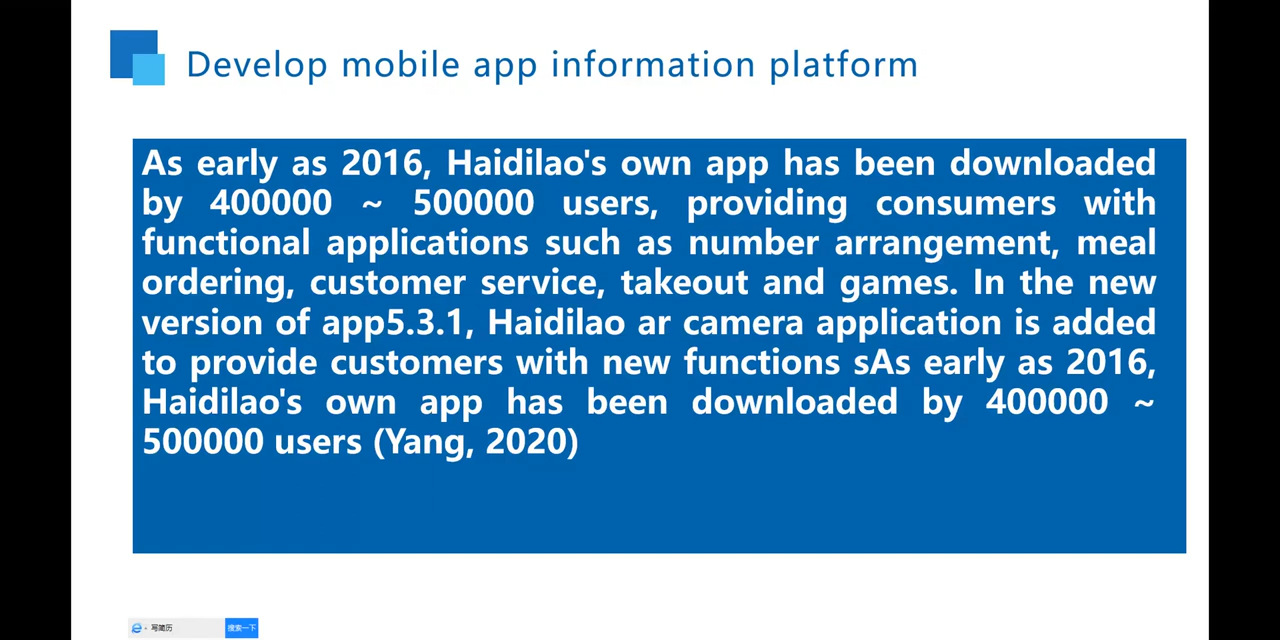 Develop mobile app information platform
As early as 2016, Haidilao's own app has been downloaded
by 400000 ~ 500000 users, providing consumers with
functional applications such as number arrangement, meal
ordering, customer service, takeout and games. In the new
version of app5.3.1, Haidilao ar camera application is added
to provide customers with new functions sAs early as 2016,
Haidilao's own app has been downloaded by 400000 ~
500000 users (Yang, 2020)
写简历 搜索一下